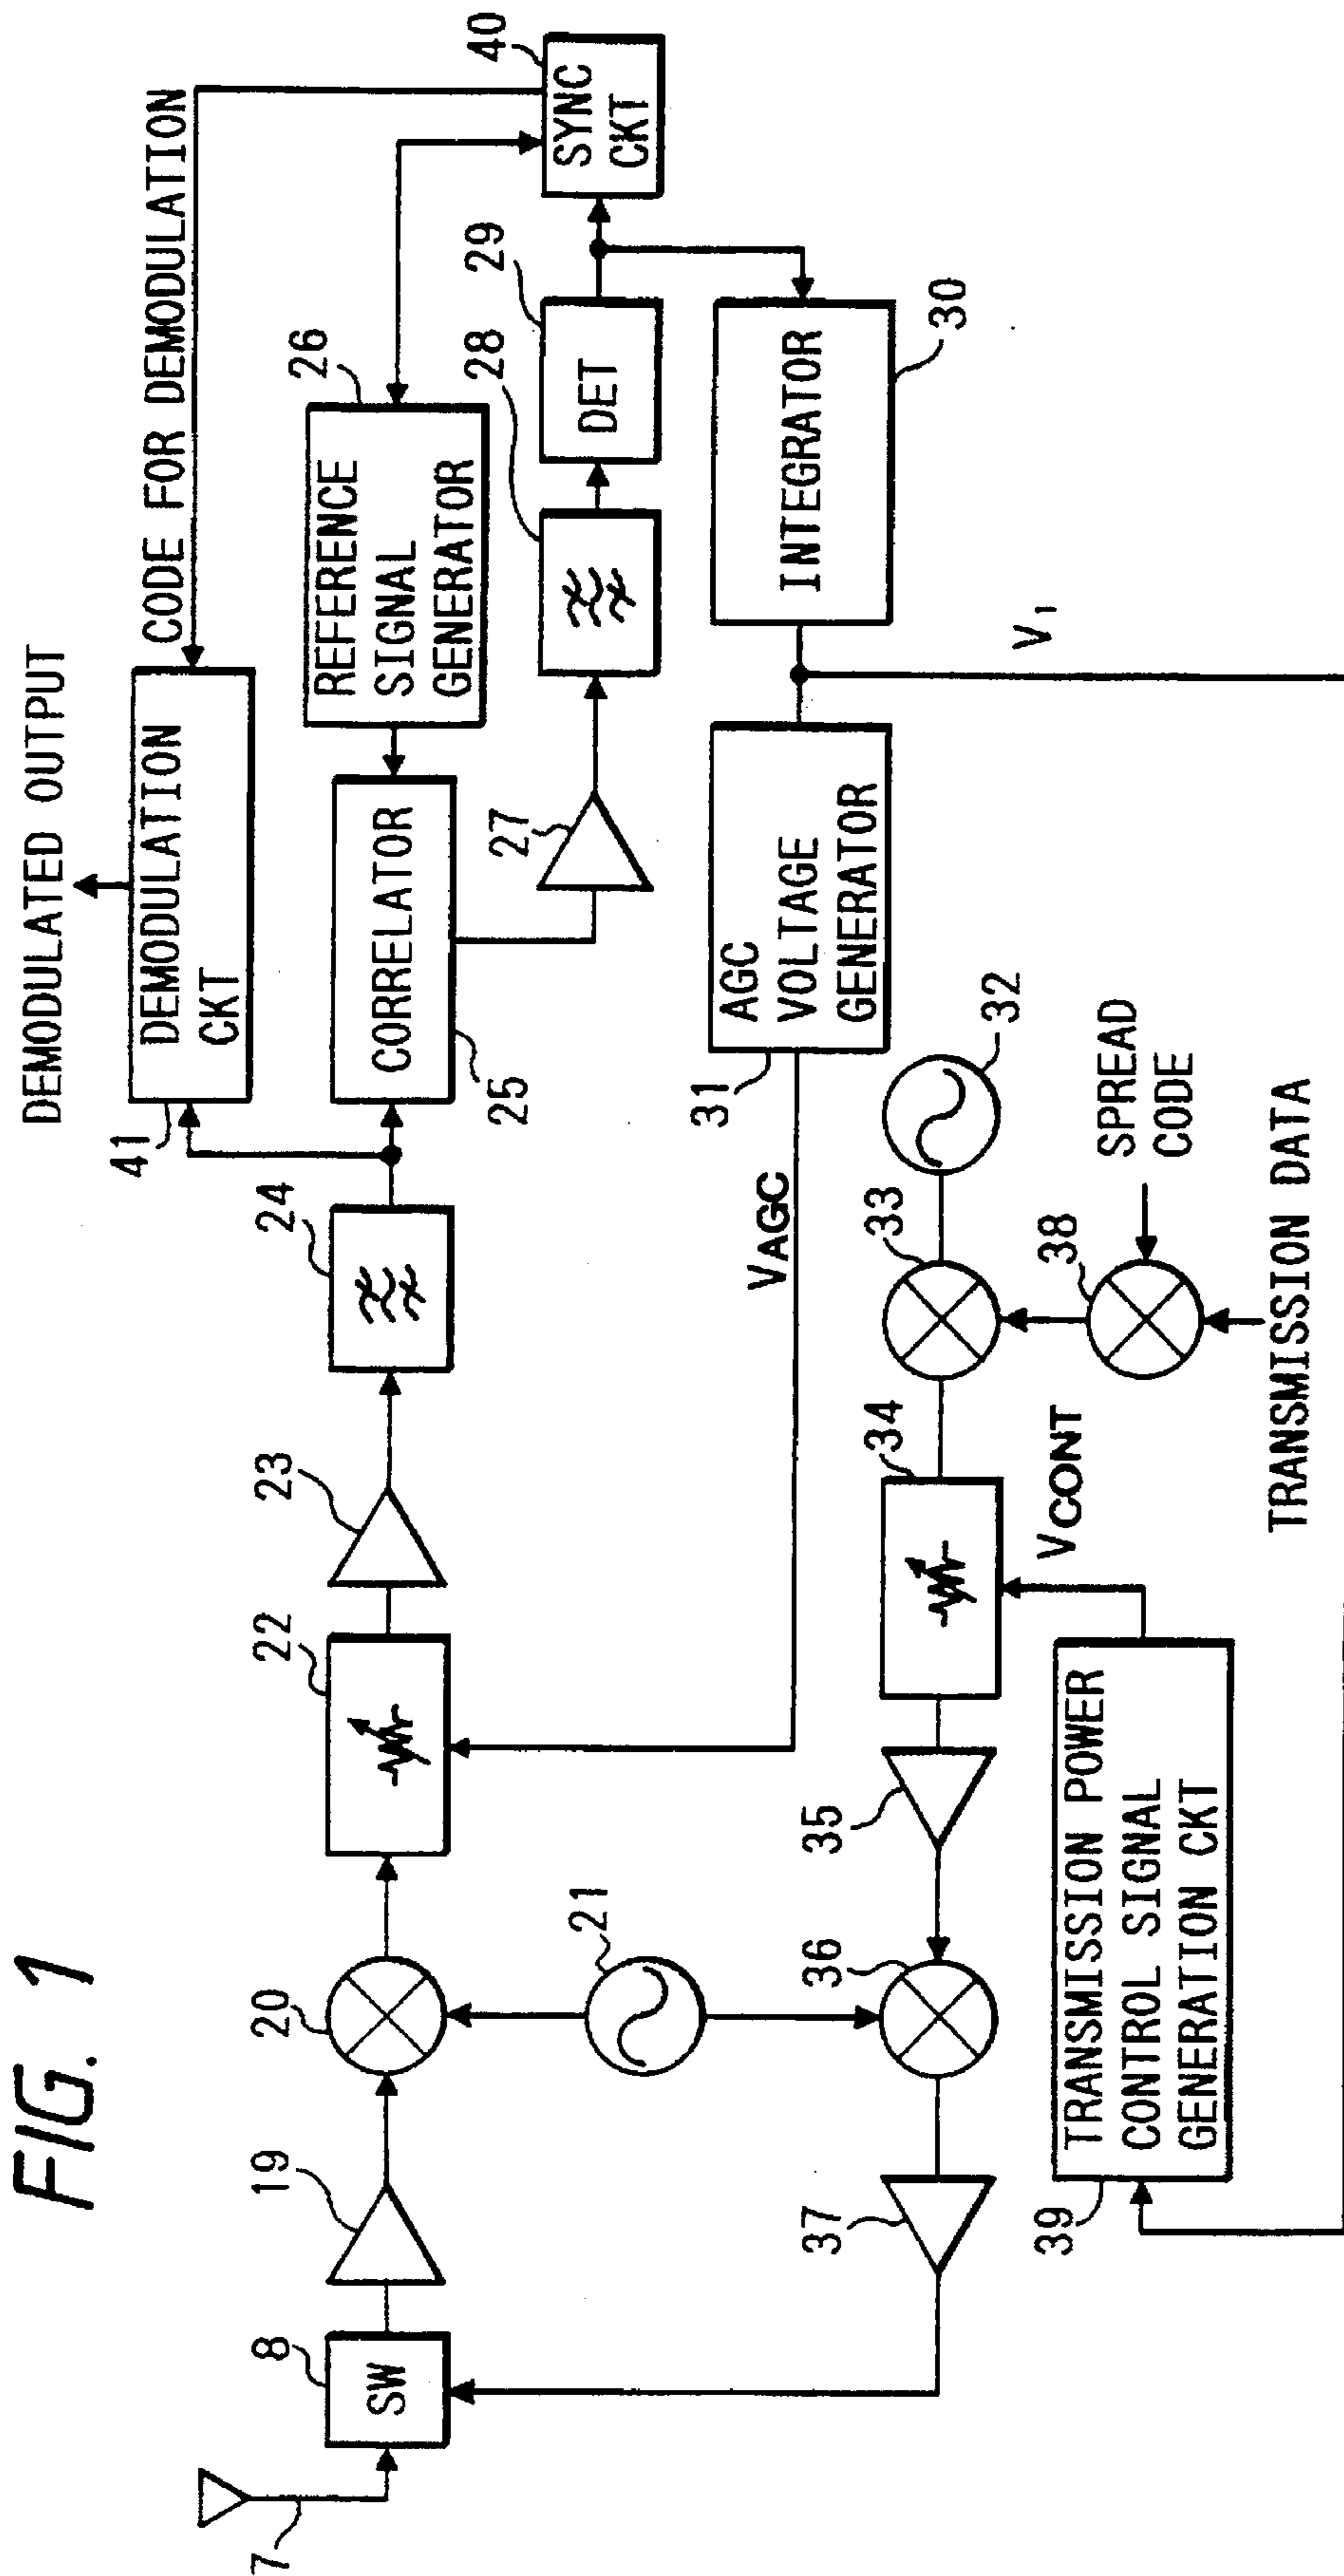 FIG. 1
DEMODULATED OUTPUT
CODE FOR DEMODULATION
41
DEMODULATION
CKT
7
8
SW
19
20
21
22
23
24
25
CORRELATOR
26
REFERENCE
SIGNAL
GENERATOR
27
28
29
DET
40
SYNC
CKT
30
INTEGRATOR
V1
31
AGC
VOLTAGE
GENERATOR
VAGC
32
33
34
35
36
37
38
SPREAD
CODE
TRANSMISSION DATA
VCONT
39
TRANSMISSION POWER
CONTROL SIGNAL
GENERATION CKT